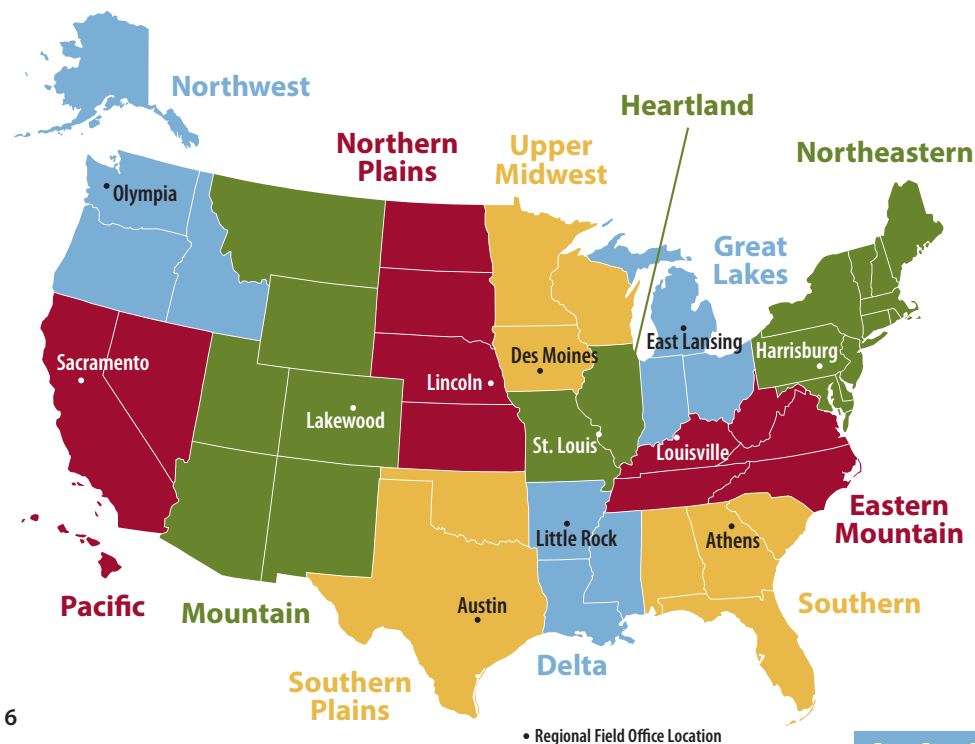 Northwest
Heartland
Northern
Plains
Upper
Midwest
Northeastern
Olympia
Great
Lakes
Sacramento
Des Moines
East Lansing
Harrisburg
Lincoln
Lakewood
St. Louis
Louisville
Eastern
Mountain
Little Rock
Athens
Pacific
Mountain
Austin
Southern
Delta
Southern
Plains
6
• Regional Field Office Location